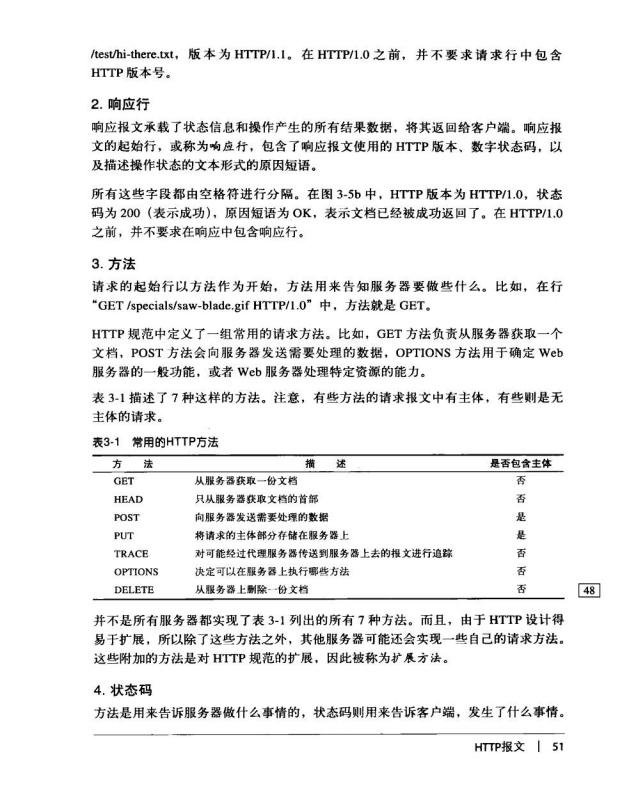 /test/hi-there.txt，版本为 HTTP/1.1。在 HTTP/1.0 之前，并不要求请求行中包含
HTTP 版本号。
2. 响应行
响应报文承载了状态信息和操作产生的所有结果数据，将其返回给客户端。响应报
文的起始行，或称为响应行，包含了响应报文使用的 HTTP 版本、数字状态码，以
及描述操作状态的文本形式的原因短语。
所有这些字段都由空格符进行分隔。在图 3-5b 中，HTTP 版本为 HTTP/1.0，状态
码为 200（表示成功），原因短语为 OK，表示文档已经被成功返回了。在 HTTP/1.0
之前，并不要求在响应中包含响应行。
3. 方法
请求的起始行以方法作为开始，方法用来告知服务器要做些什么。比如，在行
“GET /specials/saw-blade.gif HTTP/1.0”中，方法就是 GET。
HTTP 规范中定义了一组常用的请求方法。比如，GET 方法负责从服务器获取一个
文档，POST 方法会向服务器发送需要处理的数据，OPTIONS 方法用于确定 Web
服务器的一般功能，或者 Web 服务器处理特定资源的能力。
表 3-1 描述了 7 种这样的方法。注意，有些方法的请求报文中有主体，有些则是无
主体的请求。
表3-1 常用的HTTP方法
方 法 描 述 是否包含主体
GET 从服务器获取一份文档 否
HEAD 只从服务器获取文档的首部 否
POST 向服务器发送需要处理的数据 是
PUT 将请求的主体部分存储在服务器上 是
TRACE 对可能经过代理服务器传送到服务器上去的报文进行追踪 否
OPTIONS 决定可以在服务器上执行哪些方法 否
DELETE 从服务器上删除一份文档 否
48
并不是所有服务器都实现了表 3-1 列出的所有 7 种方法。而且，由于 HTTP 设计得
易于扩展，所以除了这些方法之外，其他服务器可能还会实现一些自己的请求方法。
这些附加的方法是对 HTTP 规范的扩展，因此被称为扩展方法。
4. 状态码
方法是用来告诉服务器做什么事情的，状态码则用来告诉客户端，发生了什么事情。
HTTP报文 | 51